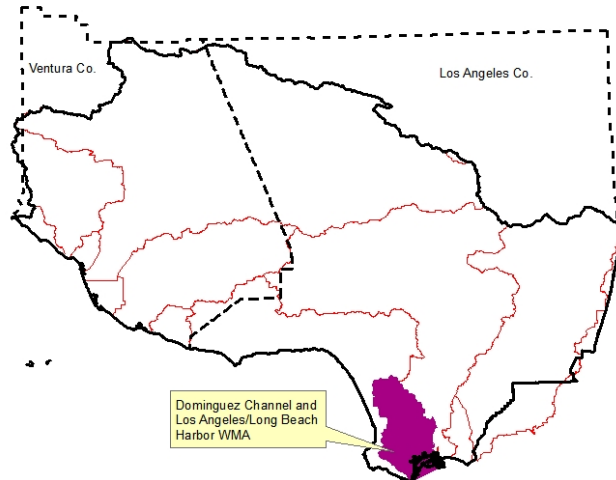 Ventura Co.
Los Angeles Co.
Dominguez Channel and
Los Angeles/Long Beach
Harbor WMA